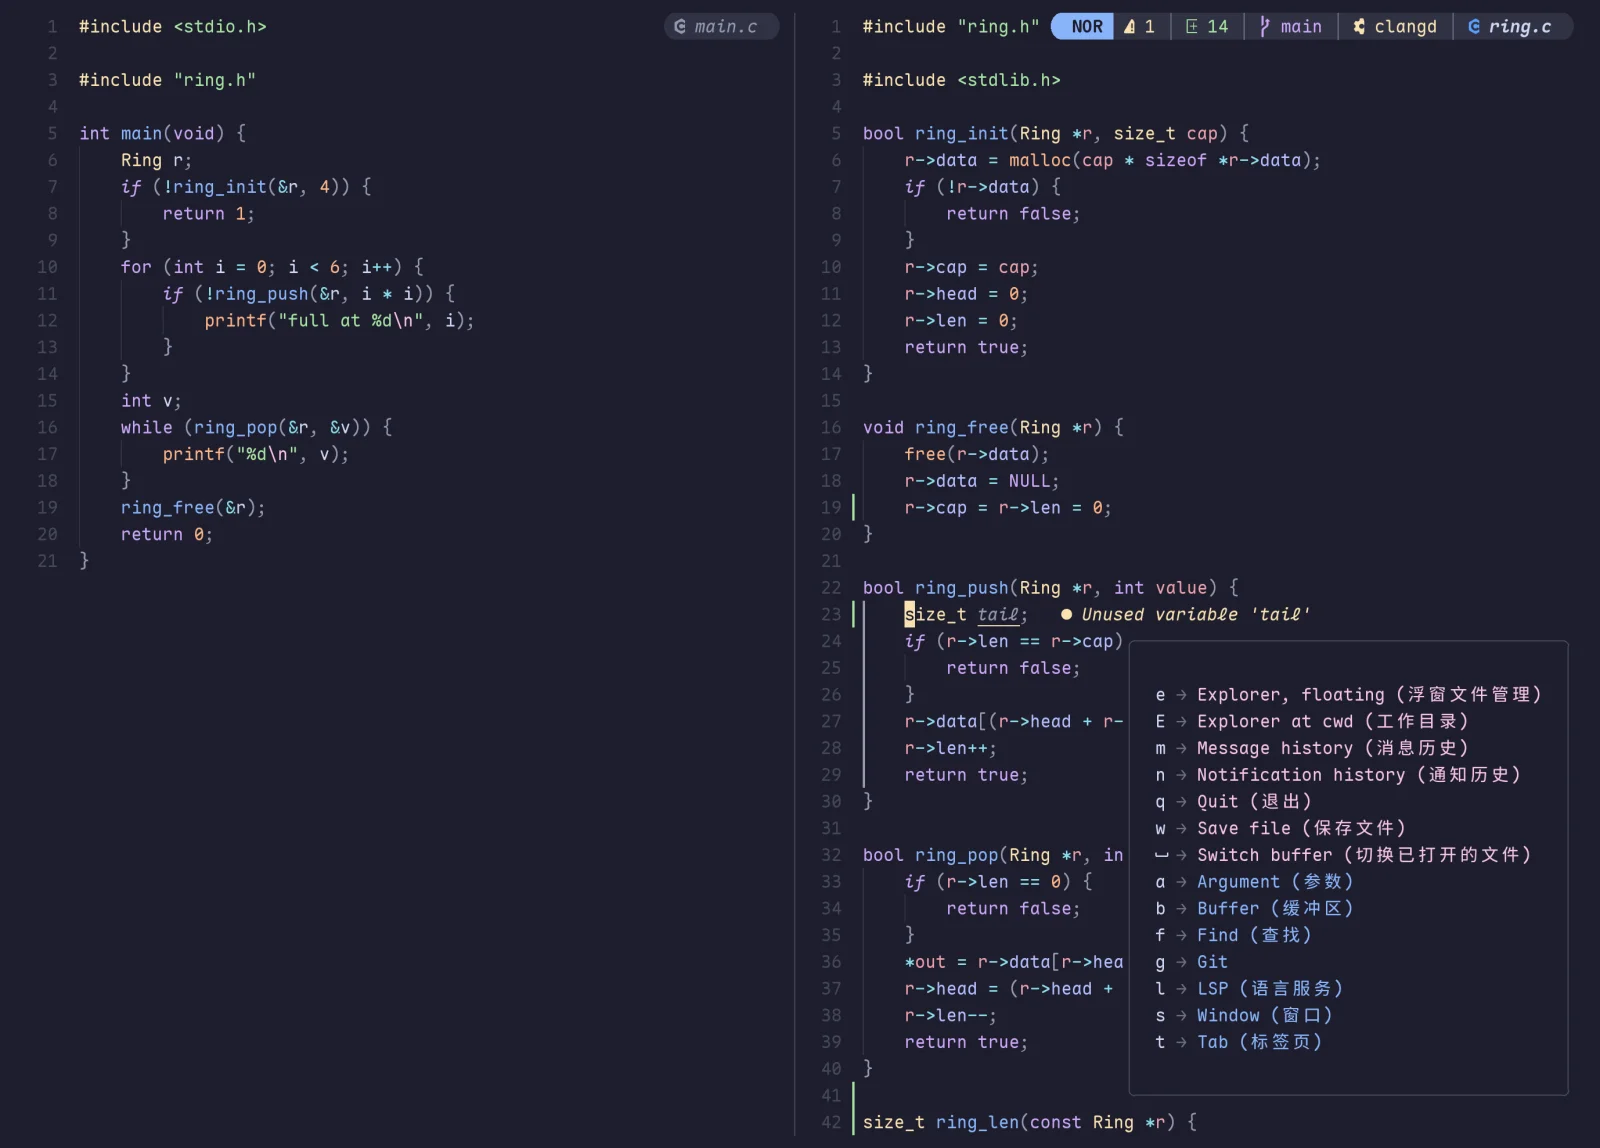 1 #include <stdio.h>
main.c
2
3 #include "ring.h"
4
5 int main(void) {
6 Ring r;
7 if (!ring_init(&r, 4)) {
8 return 1;
9 }
10 for (int i = 0; i < 6; i++) {
11 if (!ring_push(&r, i * i)) {
12 printf("full at %d\n", i);
13 }
14 }
15 int v;
16 while (ring_pop(&r, &v)) {
17 printf("%d\n", v);
18 }
19 ring_free(&r);
20 return 0;
21 }
1 #include "ring.h"
NOR 1 14 main clangd ring.c
2
3 #include <stdlib.h>
4
5 bool ring_init(Ring *r, size_t cap) {
6 r->data = malloc(cap * sizeof *r->data);
7 if (!r->data) {
8 return false;
9 }
10 r->cap = cap;
11 r->head = 0;
12 r->len = 0;
13 return true;
14 }
15
16 void ring_free(Ring *r) {
17 free(r->data);
18 r->data = NULL;
19 r->cap = r->len = 0;
20 }
21
22 bool ring_push(Ring *r, int value) {
23 size_t tail; ● Unused variable 'tail'
24 if (r->len == r->cap)
25 return false;
26 }
27 r->data[(r->head + r-
28 r->len++;
29 return true;
30 }
31
32 bool ring_pop(Ring *r, in
33 if (r->len == 0) {
34 return false;
35 }
36 *out = r->data[r->hea
37 r->head = (r->head +
38 r->len--;
39 return true;
40 }
41
42 size_t ring_len(const Ring *r) {
e → Explorer, floating (浮窗文件管理)
E → Explorer at cwd (工作目录)
m → Message history (消息历史)
n → Notification history (通知历史)
q → Quit (退出)
w → Save file (保存文件)
⎵ → Switch buffer (切换已打开的文件)
a → Argument (参数)
b → Buffer (缓冲区)
f → Find (查找)
g → Git
l → LSP (语言服务)
s → Window (窗口)
t → Tab (标签页)